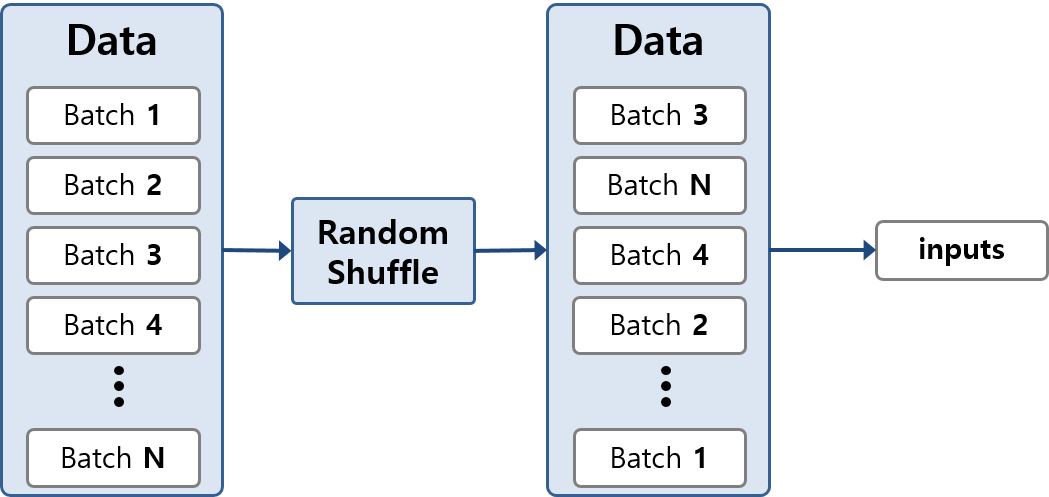 Data
Batch 1
Batch 2
Batch 3
Batch 4
Batch N
Random
Shuffle
Data
Batch 3
Batch N
Batch 4
Batch 2
Batch 1
inputs